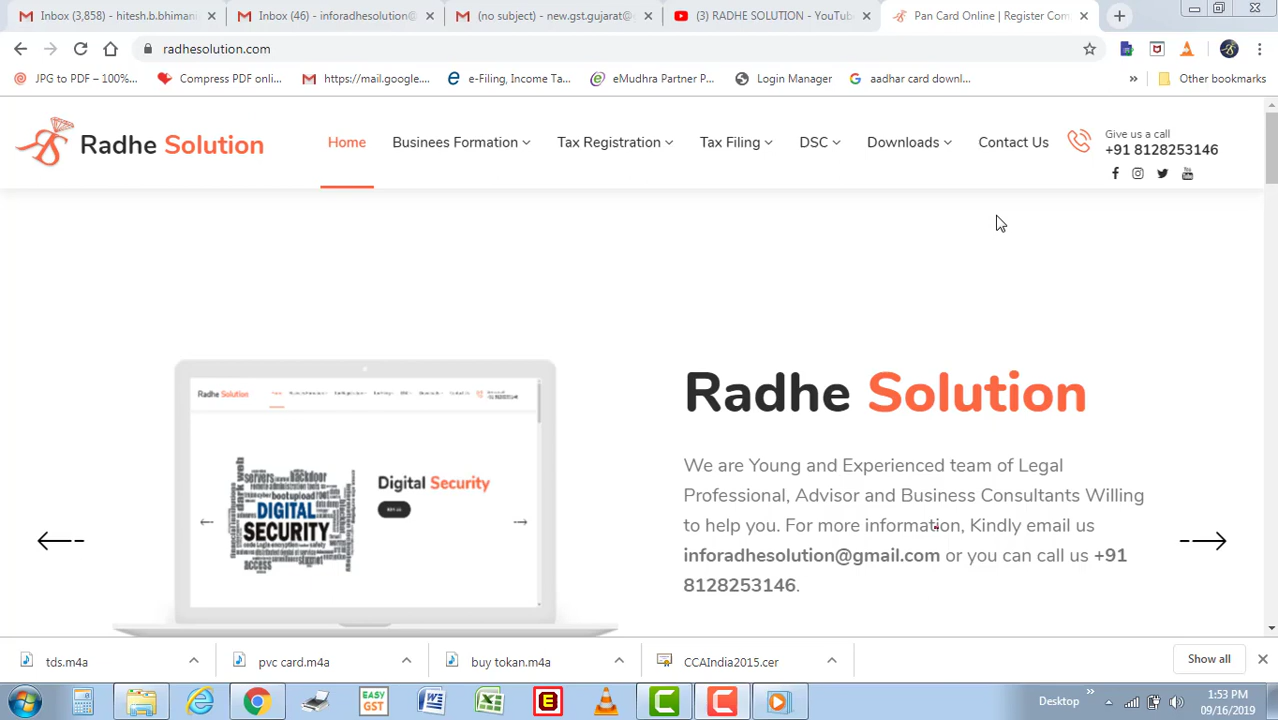 Inbox (3,858) - hitesh.b.bhimani
Inbox (46) - inforadhesolution@
(no subject) - new.gst.gujarat@
(3) RADHE SOLUTION - YouTube
Pan Card Online | Register Com
radhesolution.com
JPG to PDF – 100%...
Compress PDF onli...
https://mail.google....
e-Filing, Income Ta...
eMudhra Partner P...
Login Manager
aadhar card downl...
»
Other bookmarks
Radhe Solution
Home
Businees Formation
Tax Registration
Tax Filing
DSC
Downloads
Contact Us
Give us a call
+91 8128253146
Radhe Solution
Digital Security
servers
backdoor
bootupload
DIGITAL
SECURITY
access
Radhe Solution
We are Young and Experienced team of Legal
Professional, Advisor and Business Consultants Willing
to help you. For more information, Kindly email us
inforadhesolution@gmail.com or you can call us +91
8128253146.
tds.m4a
pvc card.m4a
buy tokan.m4a
CCAIndia2015.cer
Show all
EASY
GST
Desktop
»
1:53 PM
09/16/2019